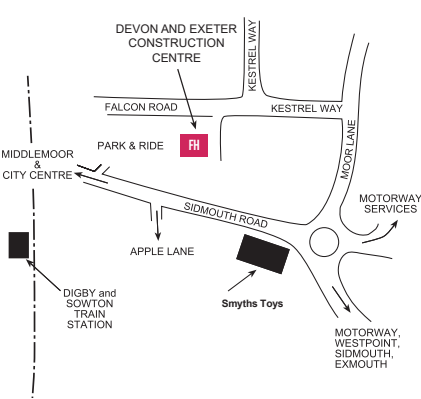 DEVON AND EXETER
CONSTRUCTION
CENTRE
KESTREL WAY
FALCON ROAD
KESTREL WAY
PARK & RIDE
FH
MOOR LANE
MIDDLEMOOR
&
CITY CENTRE
MOTORWAY
SERVICES
SIDMOUTH ROAD
APPLE LANE
DIGBY and
SOWTON
TRAIN
STATION
Smyths Toys
MOTORWAY,
WESTPOINT,
SIDMOUTH,
EXMOUTH